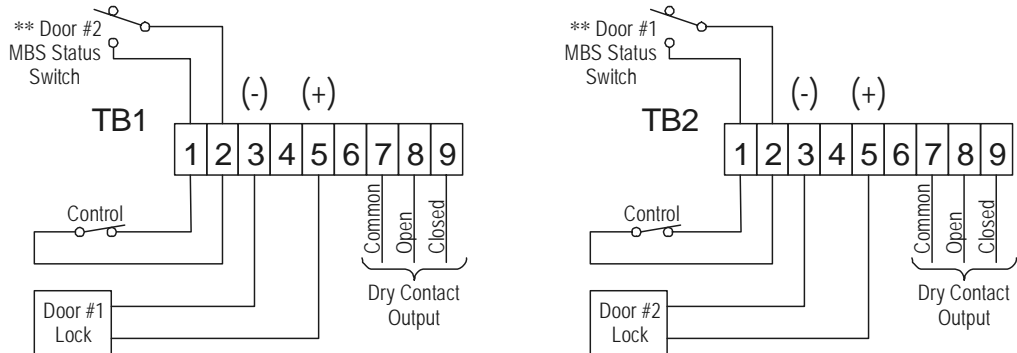 ** Door #2
MBS Status
Switch
(-) (+)
TB1
1 2 3 4 5 6 7 8 9
Control
Common
Open
Closed
Door #1
Lock
Dry Contact
Output
** Door #1
MBS Status
Switch
(-) (+)
TB2
1 2 3 4 5 6 7 8 9
Control
Common
Open
Closed
Door #2
Lock
Dry Contact
Output